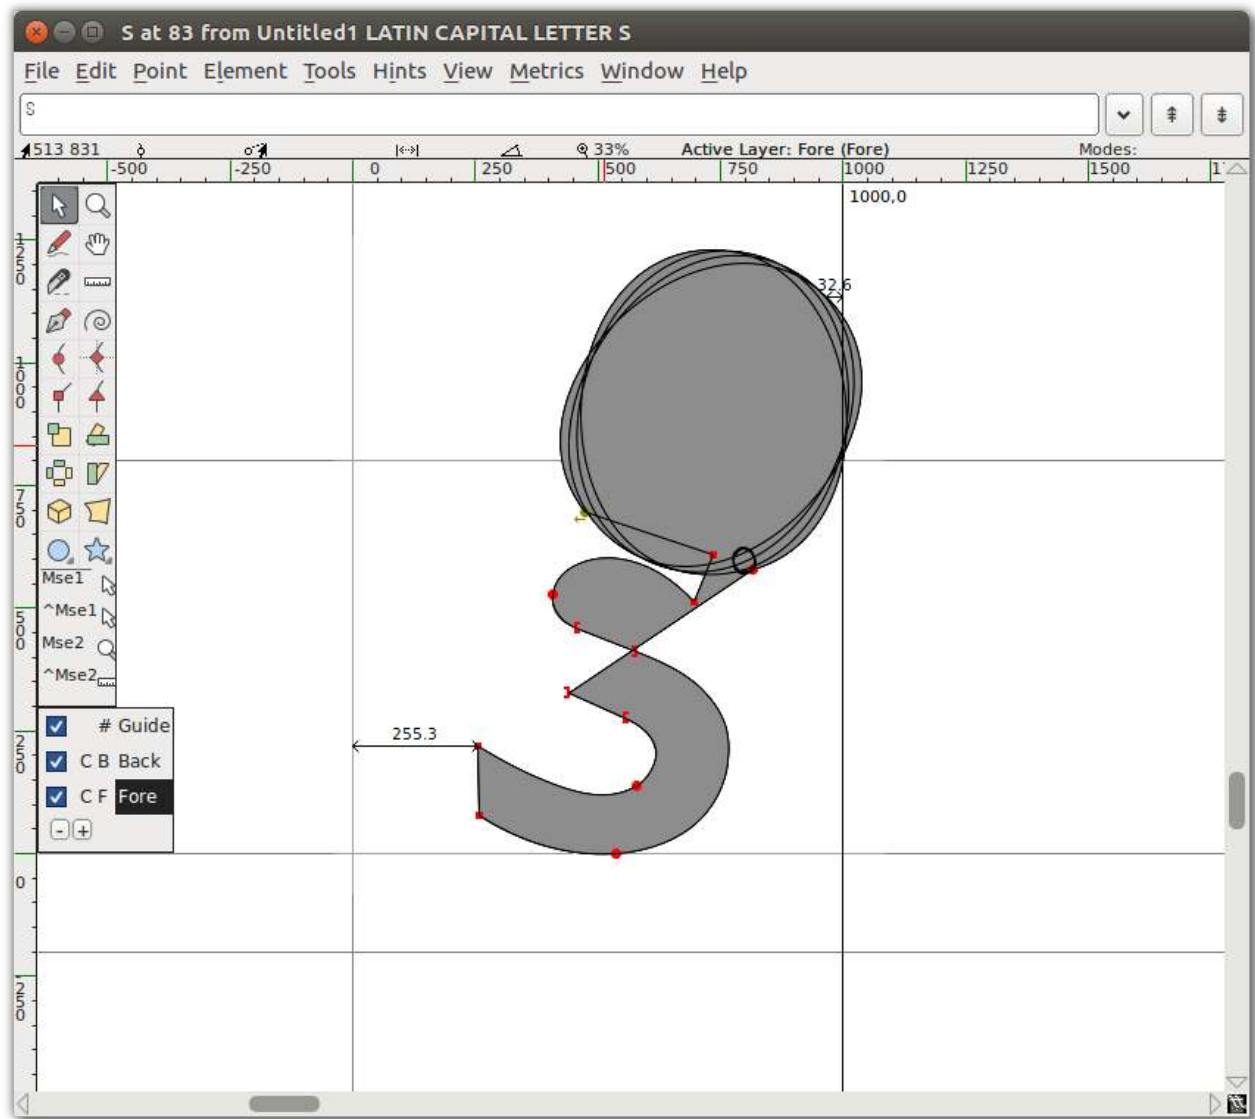 S at 83 from Untitled1 LATIN CAPITAL LETTER S
File Edit Point Element Tools Hints View Metrics Window Help
S
513 831 33% Active Layer: Fore (Fore) Modes:
-500 -250 0 250 500 750 1000 1250 1500
1000,0
1250
32.6
1000
750
Mse1
^Mse1
500
Mse2
^Mse2
# Guide
255.3
250
C B Back
C F Fore
- +
0
-250